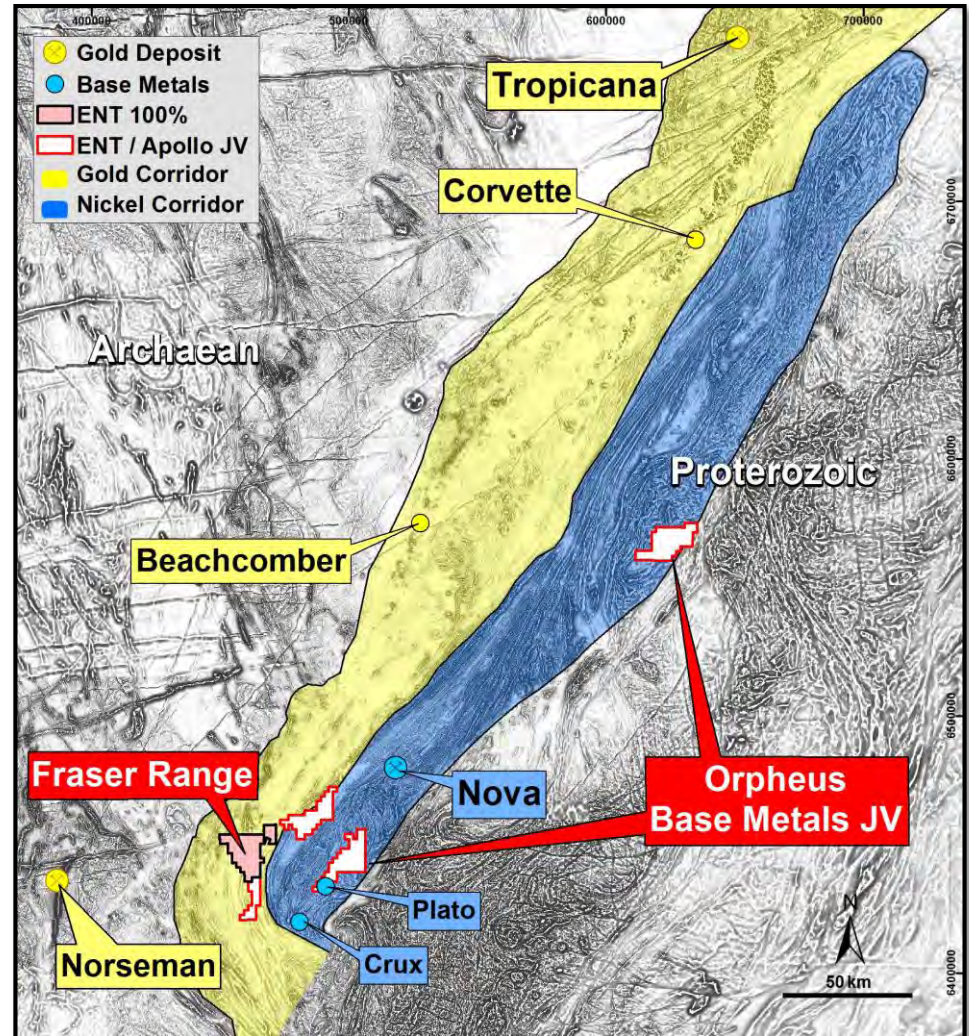 400000
500000
600000
700000
Gold Deposit
Base Metals
ENT 100%
ENT / Apollo JV
Gold Corridor
Nickel Corridor
Tropicana
Corvette
6700000
Archaean
Proterozoic
6600000
Beachcomber
6500000
Fraser Range
Nova
Orpheus
Base Metals JV
Plato
Norseman
Crux
N
6400000
50 km